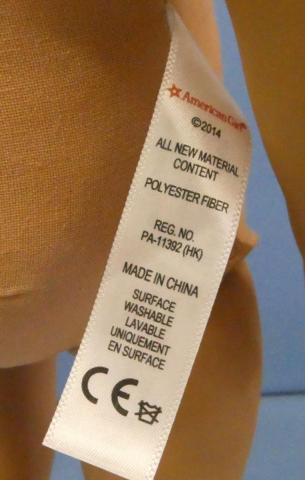 American Girl®
©2014
ALL NEW MATERIAL
CONTENT
POLYESTER FIBER
REG. NO.
PA-11392 (HK)
MADE IN CHINA
SURFACE
WASHABLE
LAVABLE
UNIQUEMENT
EN SURFACE
CE